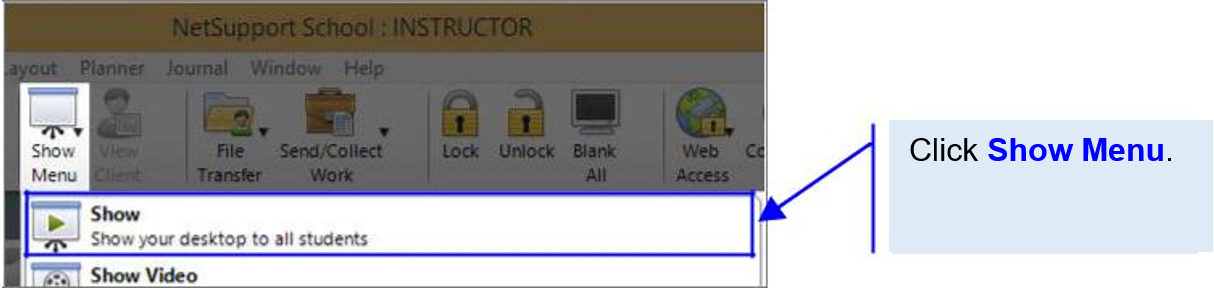 NetSupport School : INSTRUCTOR
ayout Planner Journal Window Help
Show Menu View Client File Transfer Send/Collect Work Lock Unlock Blank All Web Access Co
Show
Show your desktop to all students
Show Video
Click Show Menu.